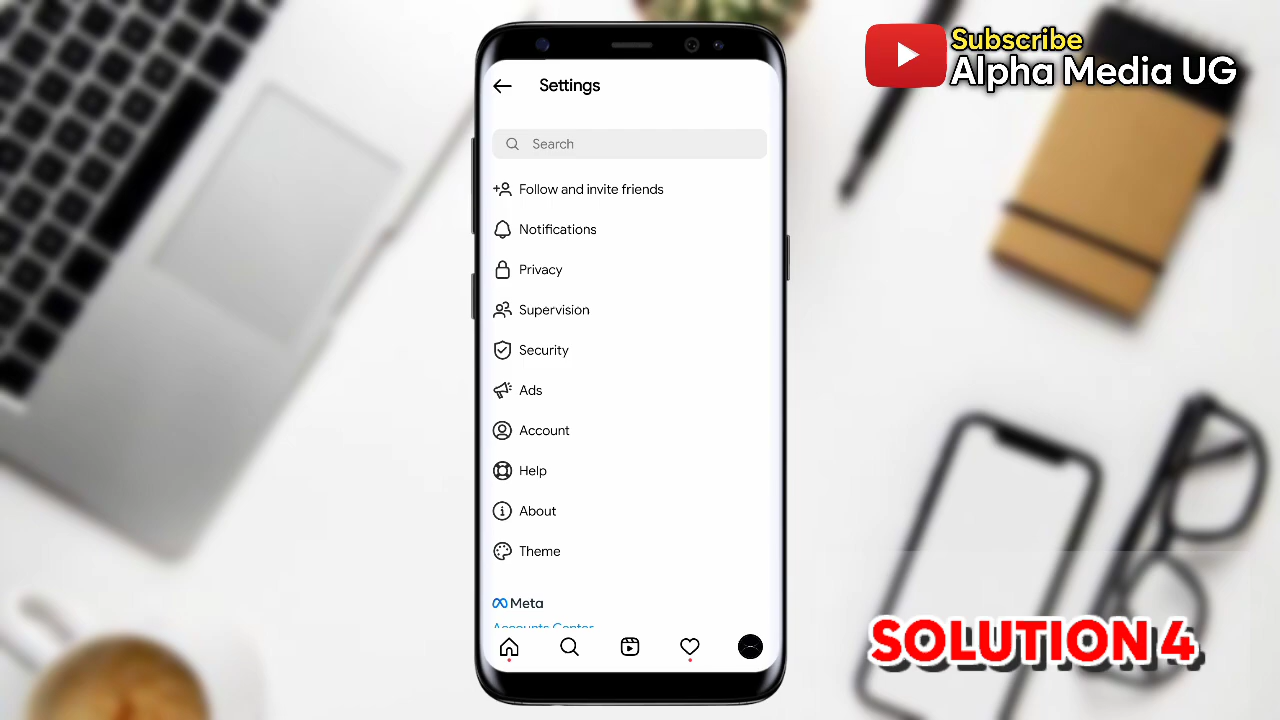 Subscribe
Alpha Media UG
Settings
Search
Follow and invite friends
Notifications
Privacy
Supervision
Security
Ads
Account
Help
About
Theme
Meta
Accounts Center
SOLUTION 4